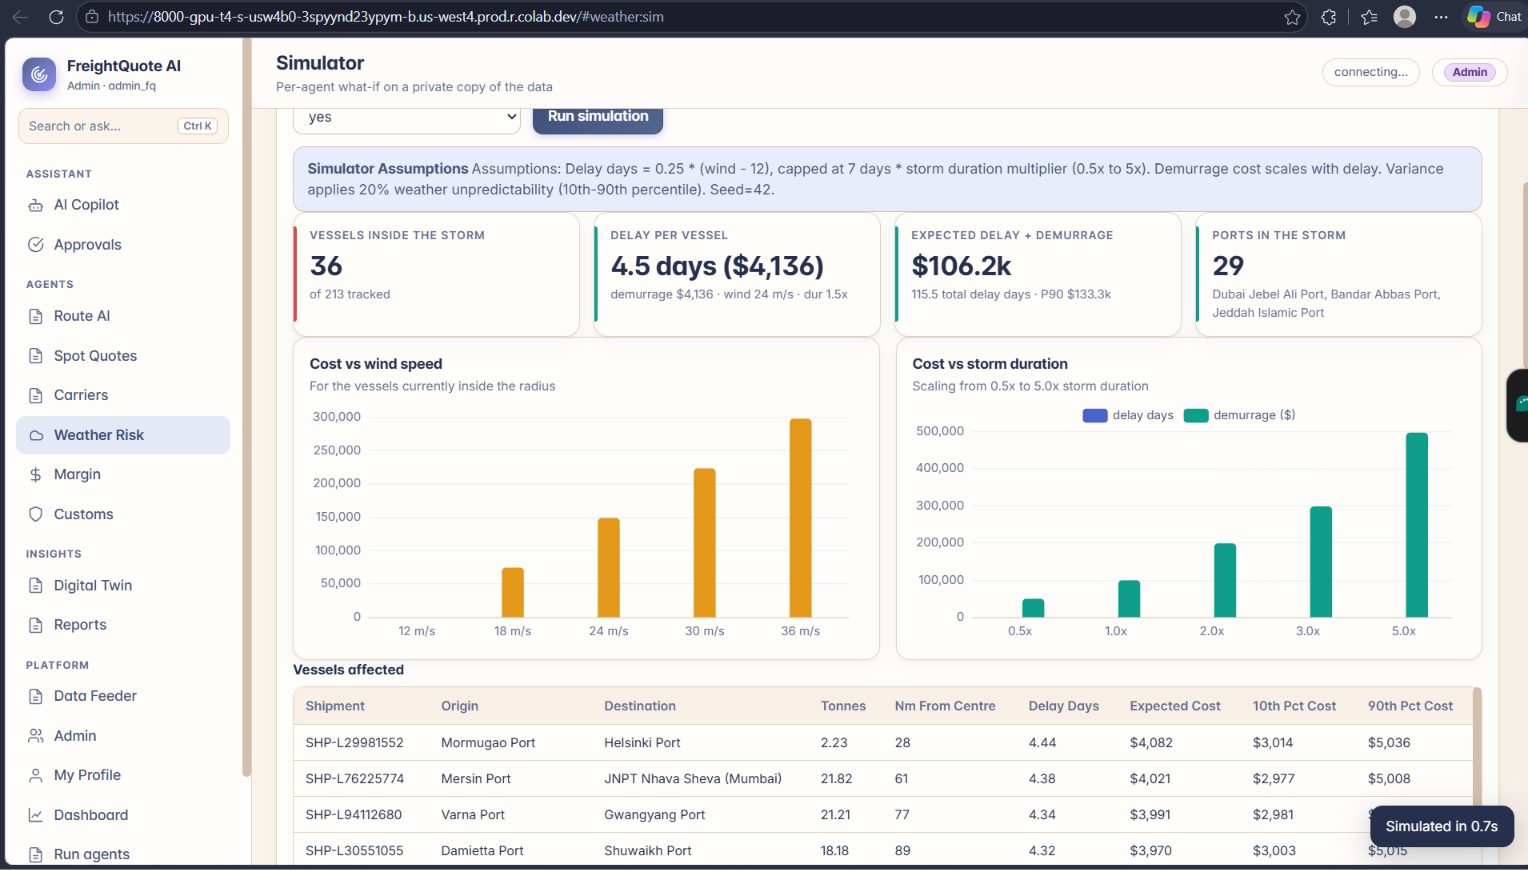 https://8000-gpu-t4-s-usw4b0-3spyynd23ypym-b.us-west4.prod.r.colab.dev/#weather:sim
Chat
FreightQuote AI
Admin · admin_fq
Search or ask...
Ctrl K
ASSISTANT
AI Copilot
Approvals
AGENTS
Route AI
Spot Quotes
Carriers
Weather Risk
Margin
Customs
INSIGHTS
Digital Twin
Reports
PLATFORM
Data Feeder
Admin
My Profile
Dashboard
Run agents
Simulator
Per-agent what-if on a private copy of the data
connecting...
Admin
yes
Run simulation
Simulator Assumptions Assumptions: Delay days = 0.25 * (wind - 12), capped at 7 days * storm duration multiplier (0.5x to 5x). Demurrage cost scales with delay. Variance
applies 20% weather unpredictability (10th-90th percentile). Seed=42.
VESSELS INSIDE THE STORM
36
of 213 tracked
DELAY PER VESSEL
4.5 days ($4,136)
demurrage $4,136 · wind 24 m/s · dur 1.5x
EXPECTED DELAY + DEMURRAGE
$106.2k
115.5 total delay days · P90 $133.3k
PORTS IN THE STORM
29
Dubai Jebel Ali Port, Bandar Abbas Port,
Jeddah Islamic Port
Cost vs wind speed
For the vessels currently inside the radius
300,000
250,000
200,000
150,000
100,000
50,000
0
12 m/s 18 m/s 24 m/s 30 m/s 36 m/s
Cost vs storm duration
Scaling from 0.5x to 5.0x storm duration
delay days demurrage ($)
500,000
400,000
300,000
200,000
100,000
0
0.5x 1.0x 2.0x 3.0x 5.0x
Vessels affected
Shipment Origin Destination Tonnes Nm From Centre Delay Days Expected Cost 10th Pct Cost 90th Pct Cost
SHP-L29981552 Mormugao Port Helsinki Port 2.23 28 4.44 $4,082 $3,014 $5,036
SHP-L76225774 Mersin Port JNPT Nhava Sheva (Mumbai) 21.82 61 4.38 $4,021 $2,977 $5,008
SHP-L94112680 Varna Port Gwangyang Port 21.21 77 4.34 $3,991 $2,981
SHP-L30551055 Damietta Port Shuwaikh Port 18.18 89 4.32 $3,970 $3,003 $5,015
Simulated in 0.7s